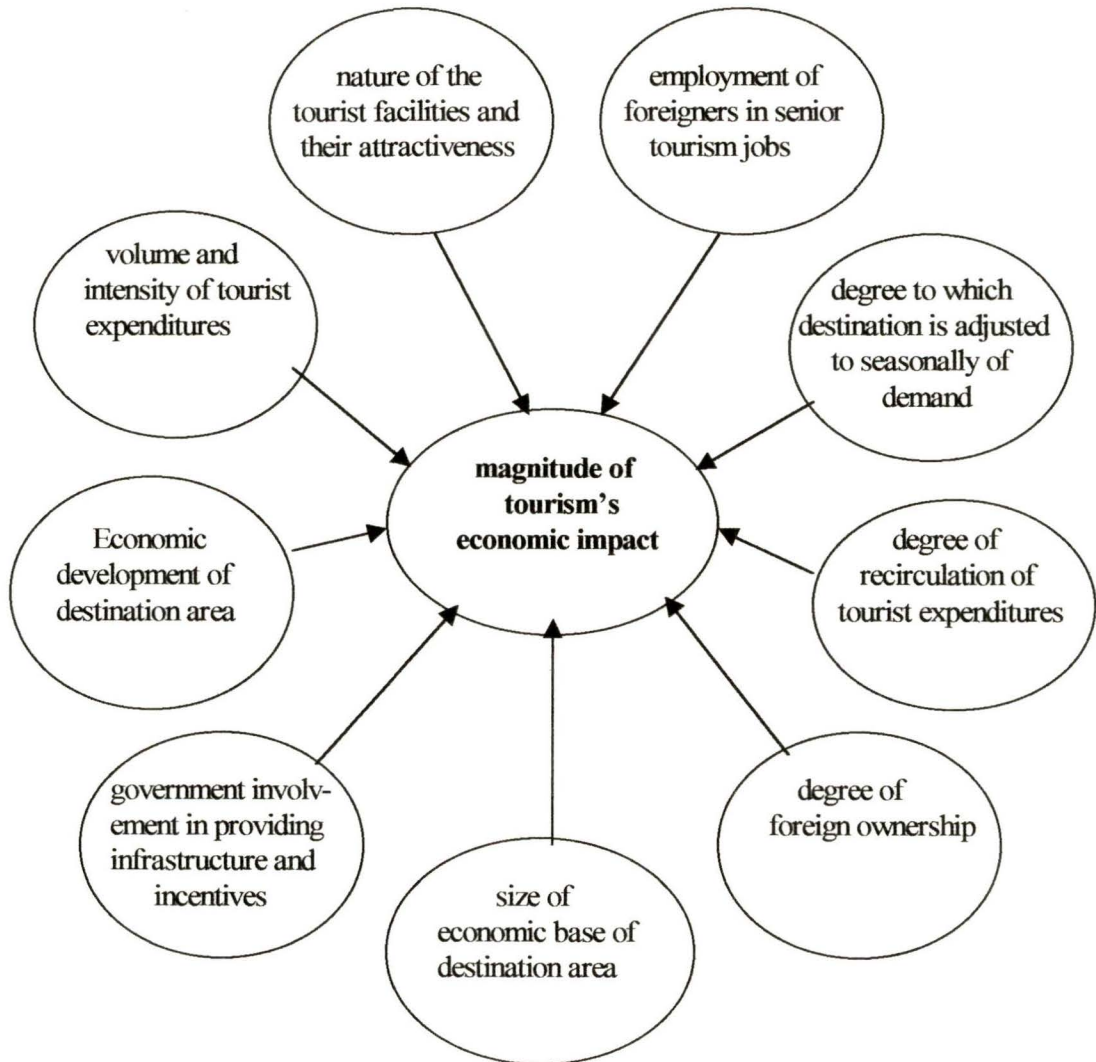 nature of the
tourist facilities and
their attractiveness
employment of
foreigners in senior
tourism jobs
volume and
intensity of tourist
expenditures
degree to which
destination is adjusted
to seasonally of
demand
magnitude of
tourism's
economic impact
Economic
development of
destination area
degree of
recirculation of
tourist expenditures
government involv-
ement in providing
infrastructure and
incentives
degree of
foreign ownership
size of
economic base of
destination area